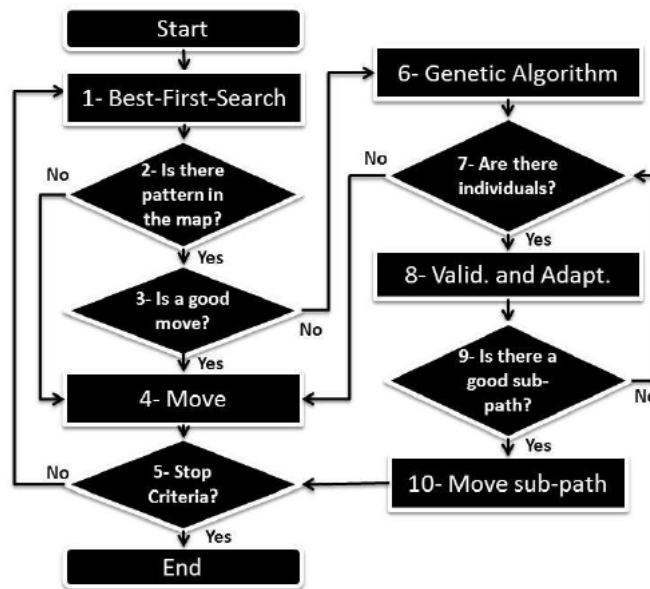 Start
1- Best-First-Search
No
2- Is there
pattern in
the map?
Yes
3- Is a good
move?
No
Yes
4- Move
No
5- Stop
Criteria?
Yes
End
6- Genetic Algorithm
No
7- Are there
individuals?
Yes
8- Valid. and Adapt.
9- Is there a
good sub-
path?
No
Yes
10- Move sub-path